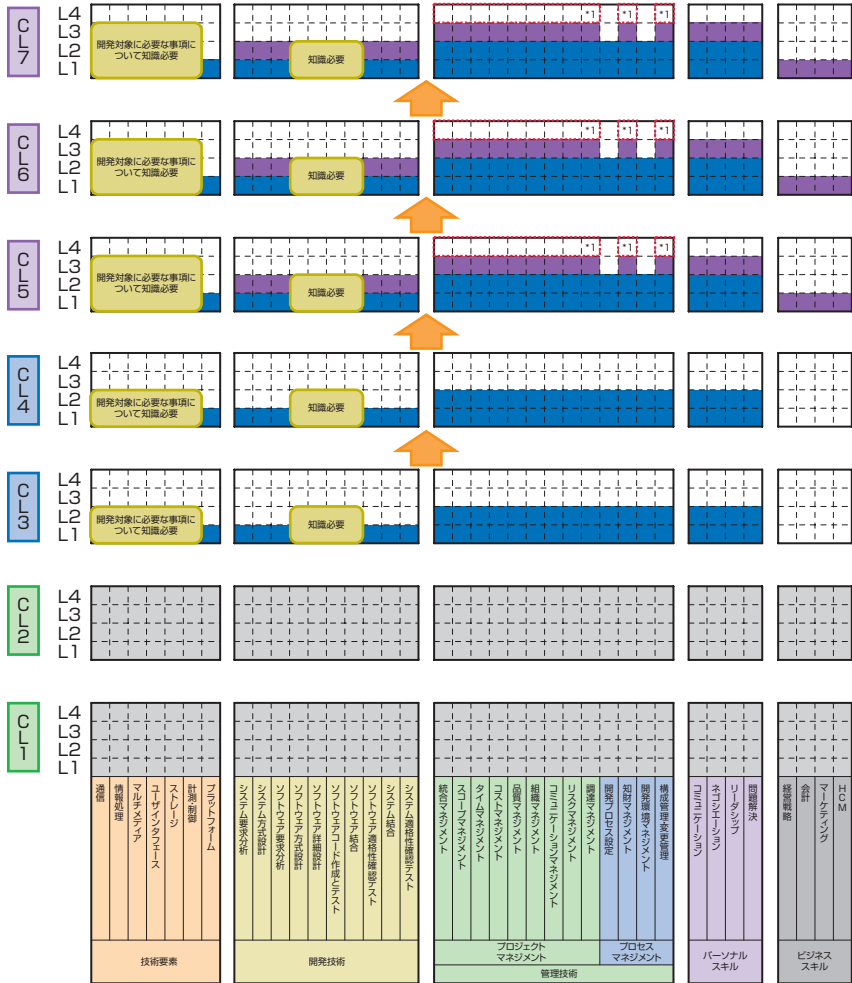 CL7
L4
L3
L2
L1
開発対象に必要な事項に
ついて知識必要
知識必要
*1
*1
*1
CL6
L4
L3
L2
L1
開発対象に必要な事項に
ついて知識必要
知識必要
*1
*1
*1
CL5
L4
L3
L2
L1
開発対象に必要な事項に
ついて知識必要
知識必要
*1
*1
*1
CL4
L4
L3
L2
L1
開発対象に必要な事項に
ついて知識必要
知識必要
CL3
L4
L3
L2
L1
開発対象に必要な事項に
ついて知識必要
知識必要
CL2
L4
L3
L2
L1
CL1
L4
L3
L2
L1
通信
情報処理
マルチメディア
ユーザインタフェース
ストレージ
計測・制御
プラットフォーム
システム要求分析
システム方式設計
ソフトウェア要求分析
ソフトウェア方式設計
ソフトウェア詳細設計
ソフトウェアコード作成とテスト
ソフトウェア結合
ソフトウェア適格性確認テスト
システム結合
システム適格性確認テスト
統合マネジメント
スコープマネジメント
タイムマネジメント
コストマネジメント
品質マネジメント
組織マネジメント
コミュニケーションマネジメント
リスクマネジメント
調達マネジメント
開発プロセス設定
知財マネジメント
開発環境マネジメント
構成管理・変更管理
コミュニケーション
ネゴシエーション
リーダシップ
問題解決
経営戦略
会計
マーケティング
HCM
技術要素
開発技術
プロジェクト
マネジメント
プロセス
マネジメント
管理技術
パーソナル
スキル
ビジネス
スキル